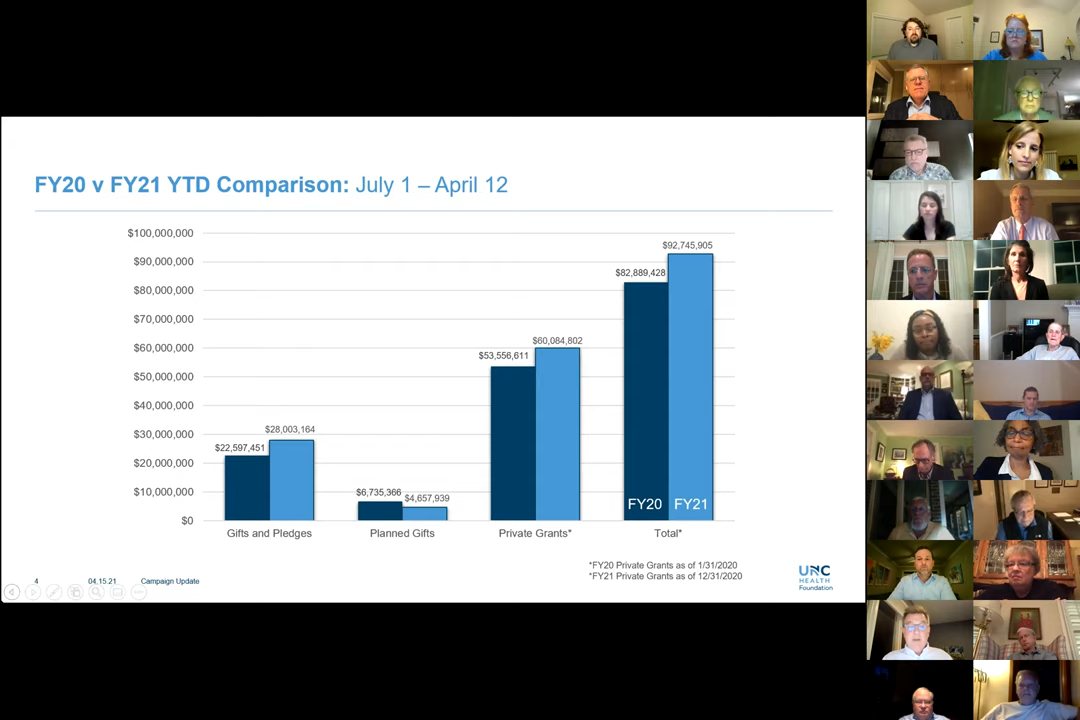 FY20 v FY21 YTD Comparison: July 1 – April 12
$100,000,000
$90,000,000
$80,000,000
$70,000,000
$60,000,000
$50,000,000
$40,000,000
$30,000,000
$20,000,000
$10,000,000
$0
$22,597,451
$28,003,164
$6,735,366
$4,657,939
$53,556,611
$60,084,802
$82,889,428
$92,745,905
FY20
FY21
Gifts and Pledges
Planned Gifts
Private Grants*
Total*
*FY20 Private Grants as of 1/31/2020
*FY21 Private Grants as of 12/31/2020
4
04.15.21
Campaign Update
UNC
HEALTH
Foundation